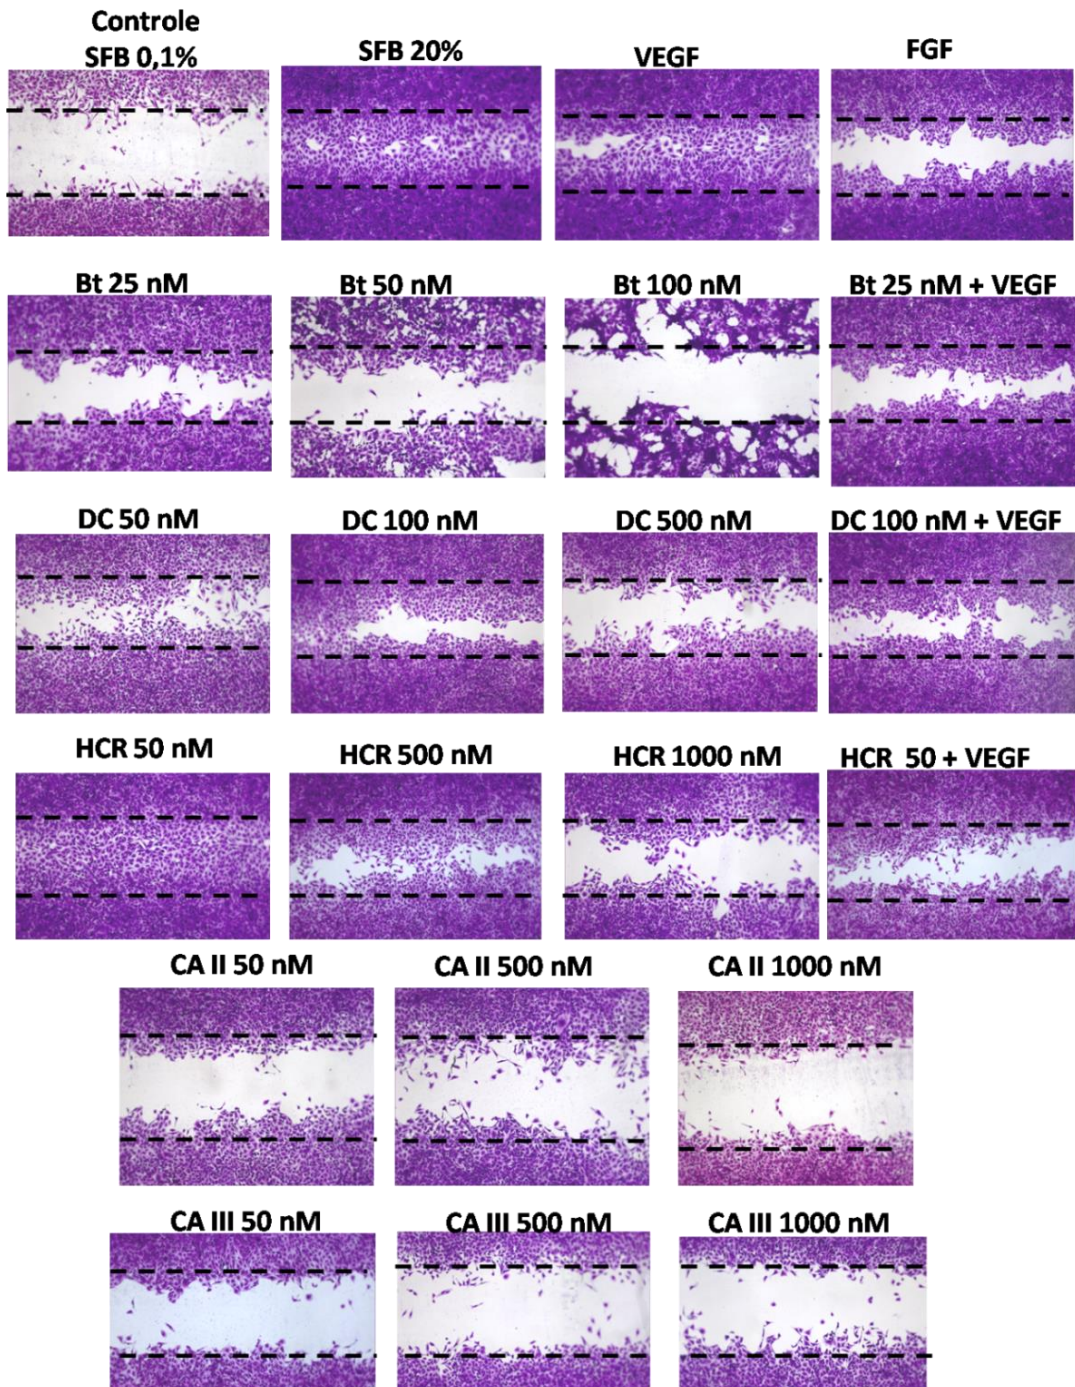 Controle
SFB 0,1%
SFB 20%
VEGF
FGF
Bt 25 nM
Bt 50 nM
Bt 100 nM
Bt 25 nM + VEGF
DC 50 nM
DC 100 nM
DC 500 nM
DC 100 nM + VEGF
HCR 50 nM
HCR 500 nM
HCR 1000 nM
HCR 50 + VEGF
CA II 50 nM
CA II 500 nM
CA II 1000 nM
CA III 50 nM
CA III 500 nM
CA III 1000 nM